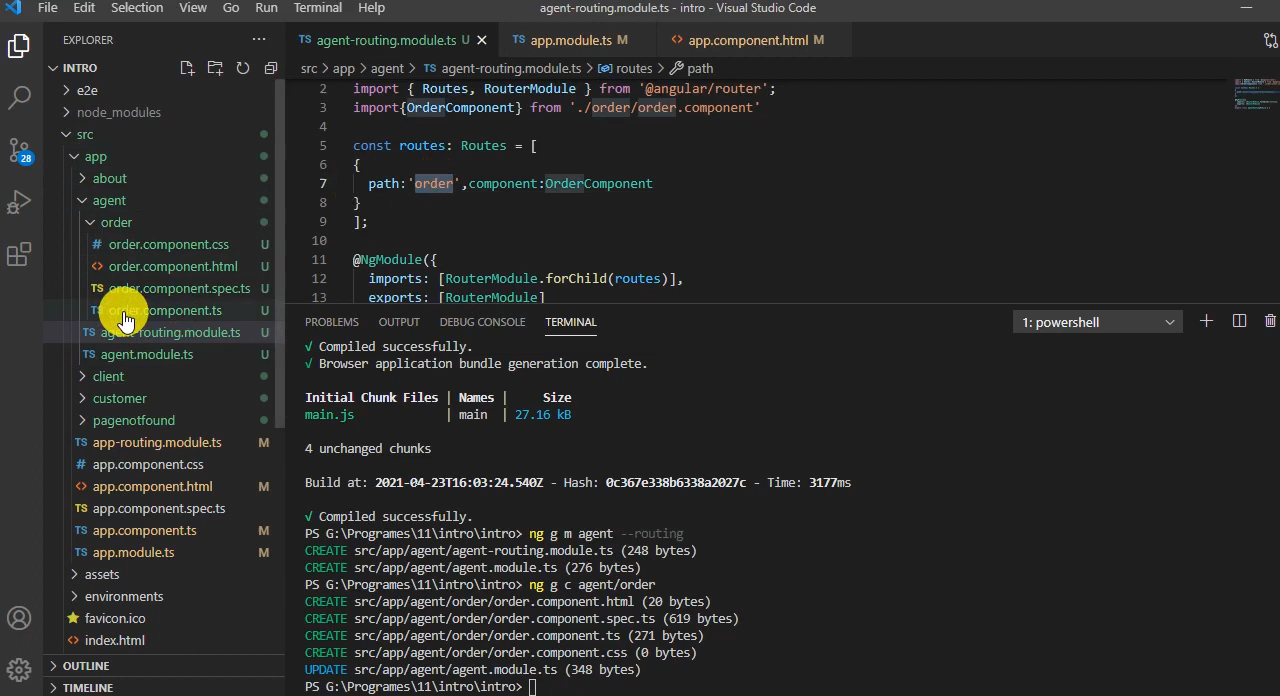 File Edit Selection View Go Run Terminal Help agent-routing.module.ts - intro - Visual Studio Code
EXPLORER
INTRO
e2e
node_modules
src
app
about
agent
order
# order.component.css U
<> order.component.html U
TS order.component.spec.ts U
TS order.component.ts U
TS agent-routing.module.ts U
TS agent.module.ts U
client
customer
pagenotfound
TS app-routing.module.ts M
# app.component.css
<> app.component.html M
TS app.component.spec.ts
TS app.component.ts M
TS app.module.ts M
assets
environments
favicon.ico
<> index.html
OUTLINE
TIMELINE
28
TS agent-routing.module.ts U TS app.module.ts M <> app.component.html M
src > app > agent > TS agent-routing.module.ts > routes > path
2 import { Routes, RouterModule } from '@angular/router';
3 import{OrderComponent} from './order/order.component'
4
5 const routes: Routes = [
6 {
7 path:'order',component:OrderComponent
8 }
9 ];
10
11 @NgModule({
12 imports: [RouterModule.forChild(routes)],
13 exports: [RouterModule]
PROBLEMS OUTPUT DEBUG CONSOLE TERMINAL 1: powershell
√ Compiled successfully.
√ Browser application bundle generation complete.
Initial Chunk Files | Names | Size
main.js | main | 27.16 kB
4 unchanged chunks
Build at: 2021-04-23T16:03:24.540Z - Hash: 0c367e338b6338a2027c - Time: 3177ms
√ Compiled successfully.
PS G:\Programes\11\intro\intro> ng g m agent --routing
CREATE src/app/agent/agent-routing.module.ts (248 bytes)
CREATE src/app/agent/agent.module.ts (276 bytes)
PS G:\Programes\11\intro\intro> ng g c agent/order
CREATE src/app/agent/order/order.component.html (20 bytes)
CREATE src/app/agent/order/order.component.spec.ts (619 bytes)
CREATE src/app/agent/order/order.component.ts (271 bytes)
CREATE src/app/agent/order/order.component.css (0 bytes)
UPDATE src/app/agent/agent.module.ts (348 bytes)
PS G:\Programes\11\intro\intro>